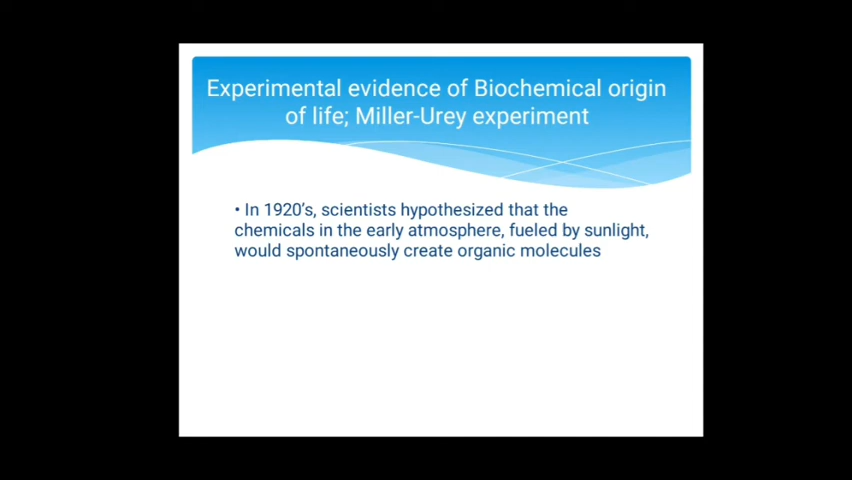 Experimental evidence of Biochemical origin
of life; Miller-Urey experiment
• In 1920's, scientists hypothesized that the
chemicals in the early atmosphere, fueled by sunlight,
would spontaneously create organic molecules